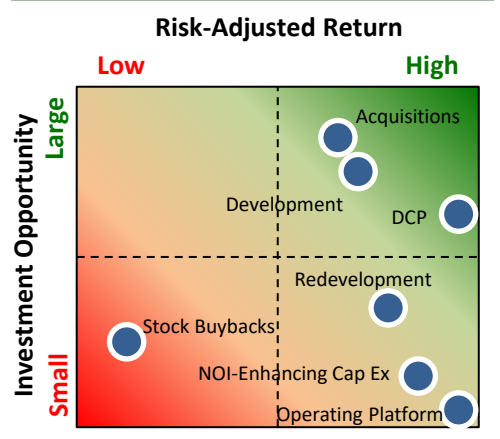 Risk-Adjusted Return
Low
High
Large
Investment Opportunity
Small
Acquisitions
Development
DCP
Redevelopment
Stock Buybacks
NOI-Enhancing Cap Ex
Operating Platform